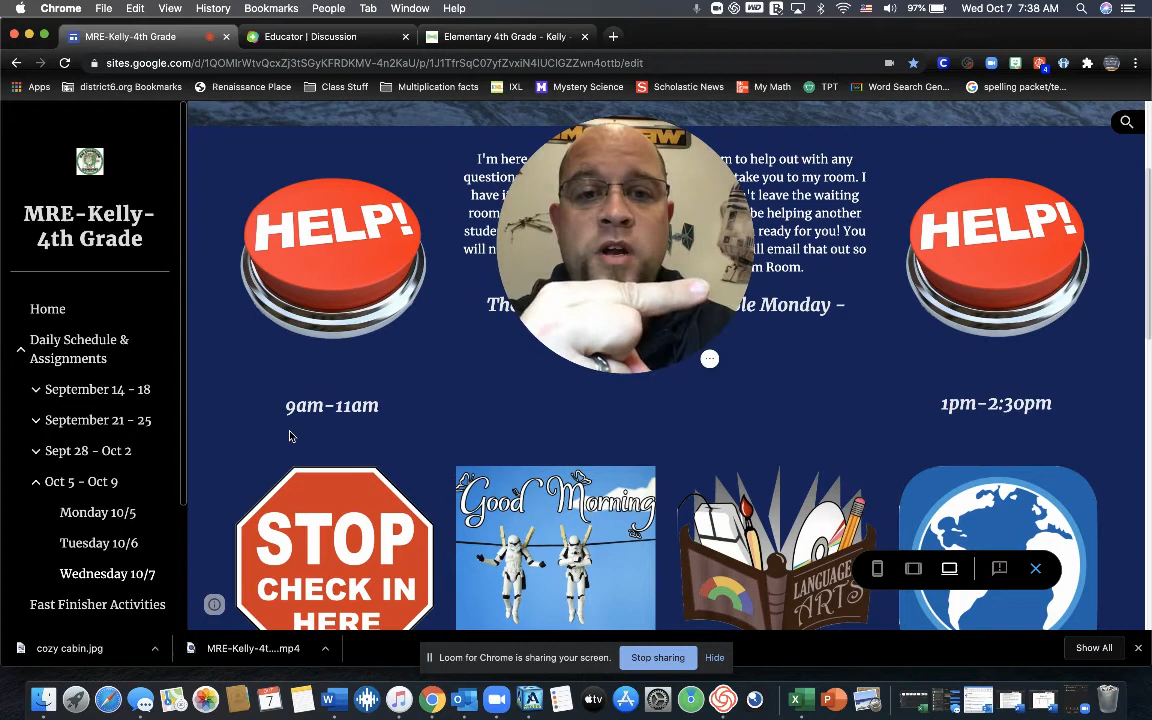 Chrome File Edit View History Bookmarks People Tab Window Help
97% Wed Oct 7 7:38 AM
MRE-Kelly-4th Grade
Educator | Discussion
Elementary 4th Grade - Kelly -
sites.google.com/d/1QOMlrWtvQcxZj3tSGyKFRDKMV-4n2KaU/p/1J1TfrSqC07yfZvxiN4IUClGZZwn4ottb/edit
Apps district6.org Bookmarks Renaissance Place Class Stuff Multiplication facts IXL Mystery Science Scholastic News My Math TPT Word Search Gen... spelling packet/te...
MRE-Kelly-
4th Grade
Home
Daily Schedule &
Assignments
September 14 - 18
September 21 - 25
Sept 28 - Oct 2
Oct 5 - Oct 9
Monday 10/5
Tuesday 10/6
Wednesday 10/7
Fast Finisher Activities
HELP!
9am-11am
I'm here to help out with any
question take you to my room. I
have leave the waiting
room be helping another
stude ready for you! You
will n ll email that out so
m Room.
Monday -
HELP!
1pm-2:30pm
STOP
CHECK IN
HERE
Good Morning
LANGUAGE
ARTS
cozy cabin.jpg
MRE-Kelly-4t....mp4
Loom for Chrome is sharing your screen.
Stop sharing
Hide
Show All